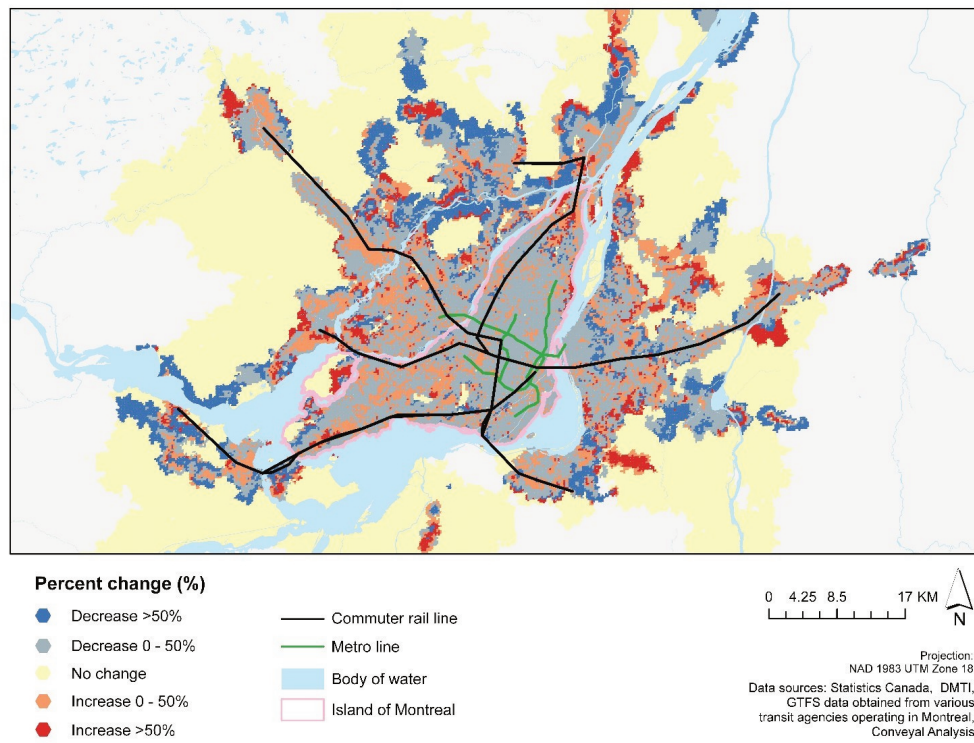 Percent change (%)
Decrease >50%
Decrease 0 - 50%
No change
Increase 0 - 50%
Increase >50%
Commuter rail line
Metro line
Body of water
Island of Montreal
0 4.25 8.5 17 KM
N
Projection:
NAD 1983 UTM Zone 18
Data sources: Statistics Canada, DMTI,
GTFS data obtained from various
transit agencies operating in Montreal,
Conveyal Analysis